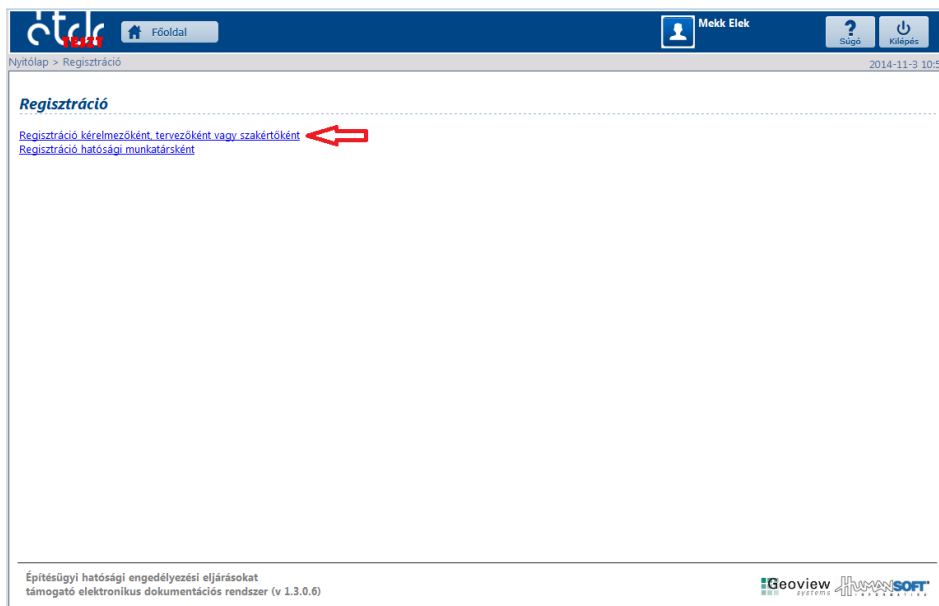 étdr
TESZT
Főoldal
Mekk Elek
?
Súgó
Kilépés
Nyitólap > Regisztráció
2014-11-3 10:5
Regisztráció
Regisztráció kérelmezőként, tervezőként vagy szakértőként
Regisztráció hatósági munkatársként
Építésügyi hatósági engedélyezési eljárásokat
támogató elektronikus dokumentációs rendszer (v 1.3.0.6)
Geoview
systems
HUMANSOFT
INFORMATIKA